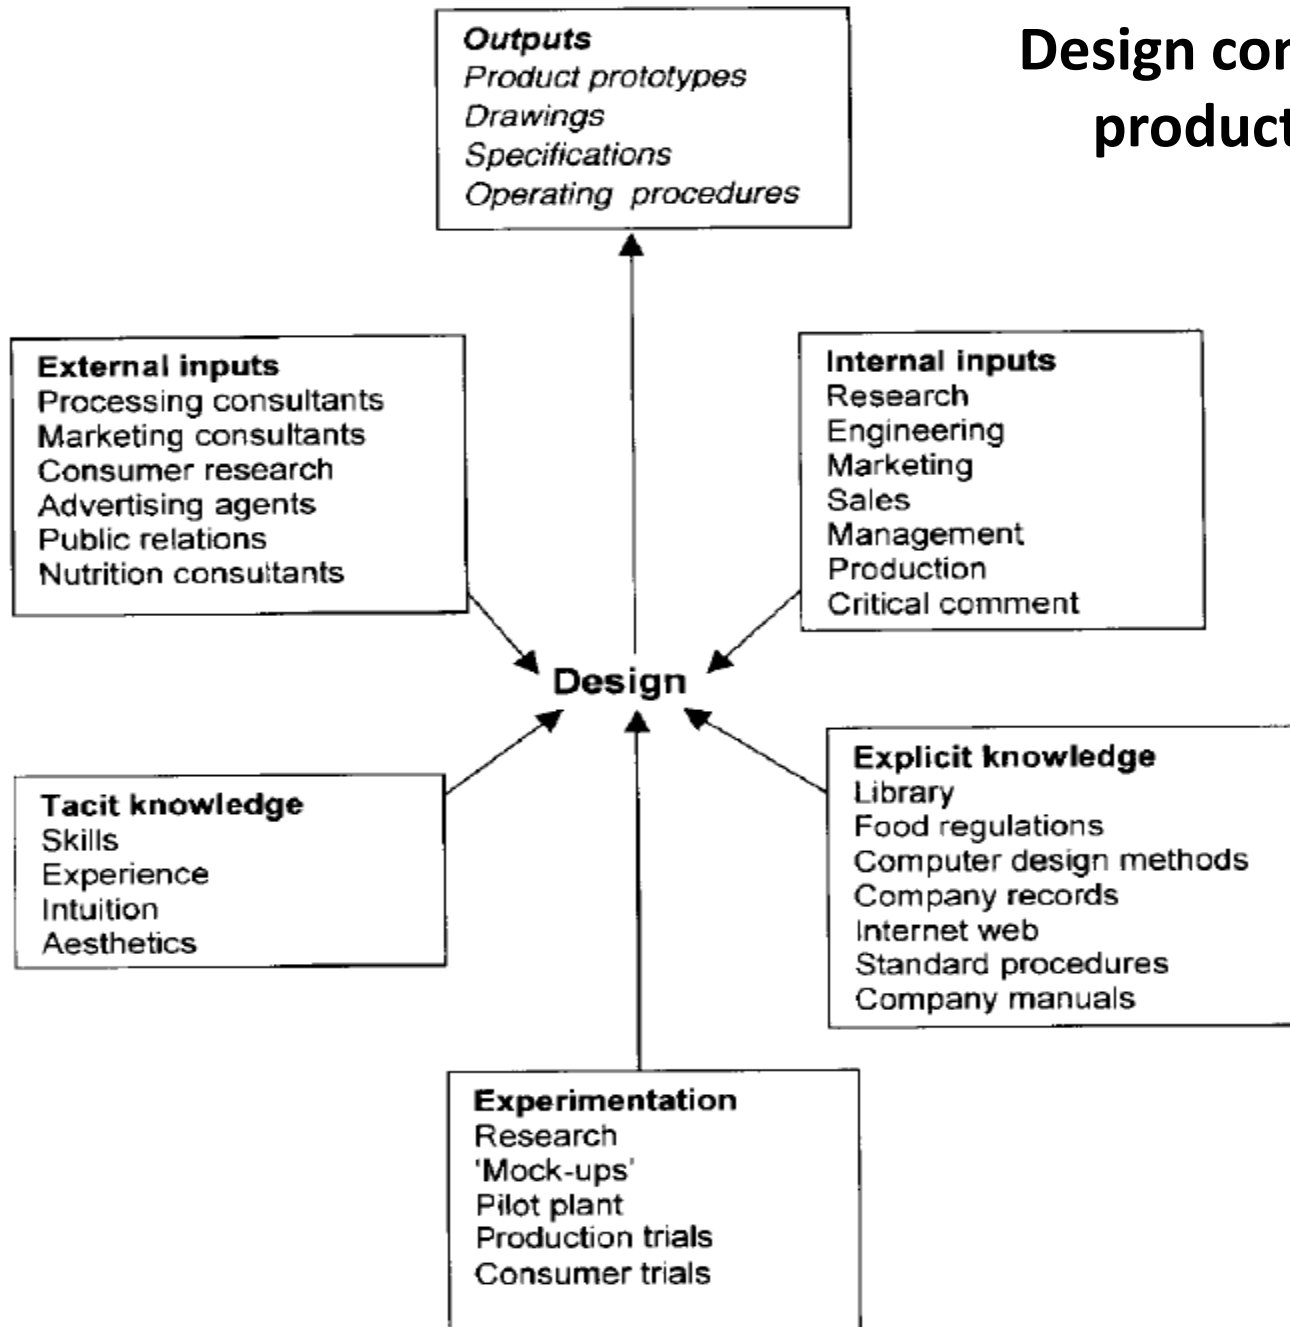 Design
product
Outputs
Product prototypes
Drawings
Specifications
Operating procedures
External inputs
Processing consultants
Marketing consultants
Consumer research
Advertising agents
Public relations
Nutrition consultants
Internal inputs
Research
Engineering
Marketing
Sales
Management
Production
Critical comment
Design
Tacit knowledge
Skills
Experience
Intuition
Aesthetics
Explicit knowledge
Library
Food regulations
Computer design methods
Company records
Internet web
Standard procedures
Company manuals
Experimentation
Research
'Mock-ups'
Pilot plant
Production trials
Consumer trials